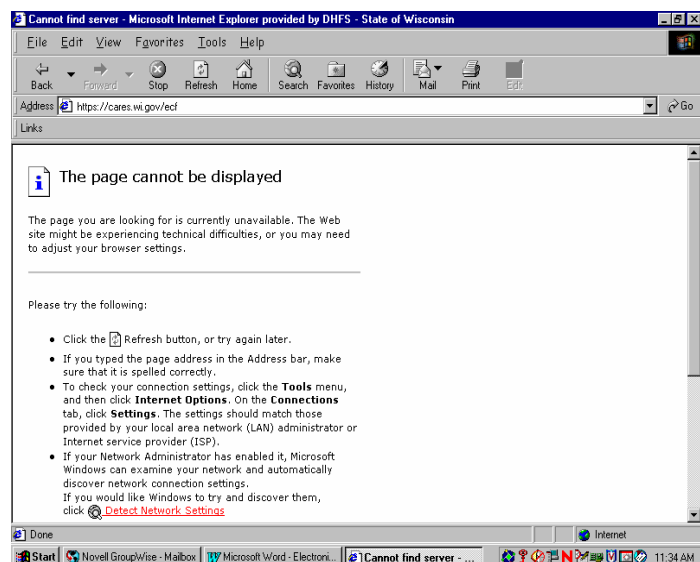 Cannot find server - Microsoft Internet Explorer provided by DHFS - State of Wisconsin
File Edit View Favorites Tools Help
Back Forward Stop Refresh Home Search Favorites History Mail Print Edit
Address https://cares.wi.gov/ecf Go
Links
The page cannot be displayed
The page you are looking for is currently unavailable. The Web
site might be experiencing technical difficulties, or you may need
to adjust your browser settings.
Please try the following:
• Click the Refresh button, or try again later.
• If you typed the page address in the Address bar, make
sure that it is spelled correctly.
• To check your connection settings, click the Tools menu,
and then click Internet Options. On the Connections
tab, click Settings. The settings should match those
provided by your local area network (LAN) administrator or
Internet service provider (ISP).
• If your Network Administrator has enabled it, Microsoft
Windows can examine your network and automatically
discover network connection settings.
If you would like Windows to try and discover them,
click Detect Network Settings
Done Internet
Start Novell GroupWise - Mailbox Microsoft Word - Electroni... Cannot find server - ... 11:34 AM